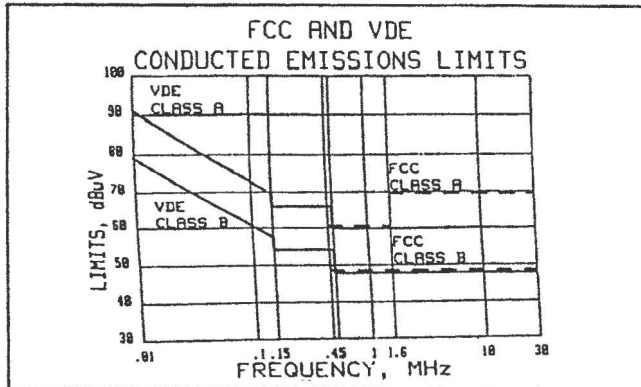 FCC AND VDE
CONDUCTED EMISSIONS LIMITS
100
90
80
70
60
50
40
30
LIMITS, dBuV
VDE
CLASS A
VDE
CLASS B
FCC
CLASS A
FCC
CLASS B
.01 .1 .15 .45 1 1.6 10 30
FREQUENCY, MHz